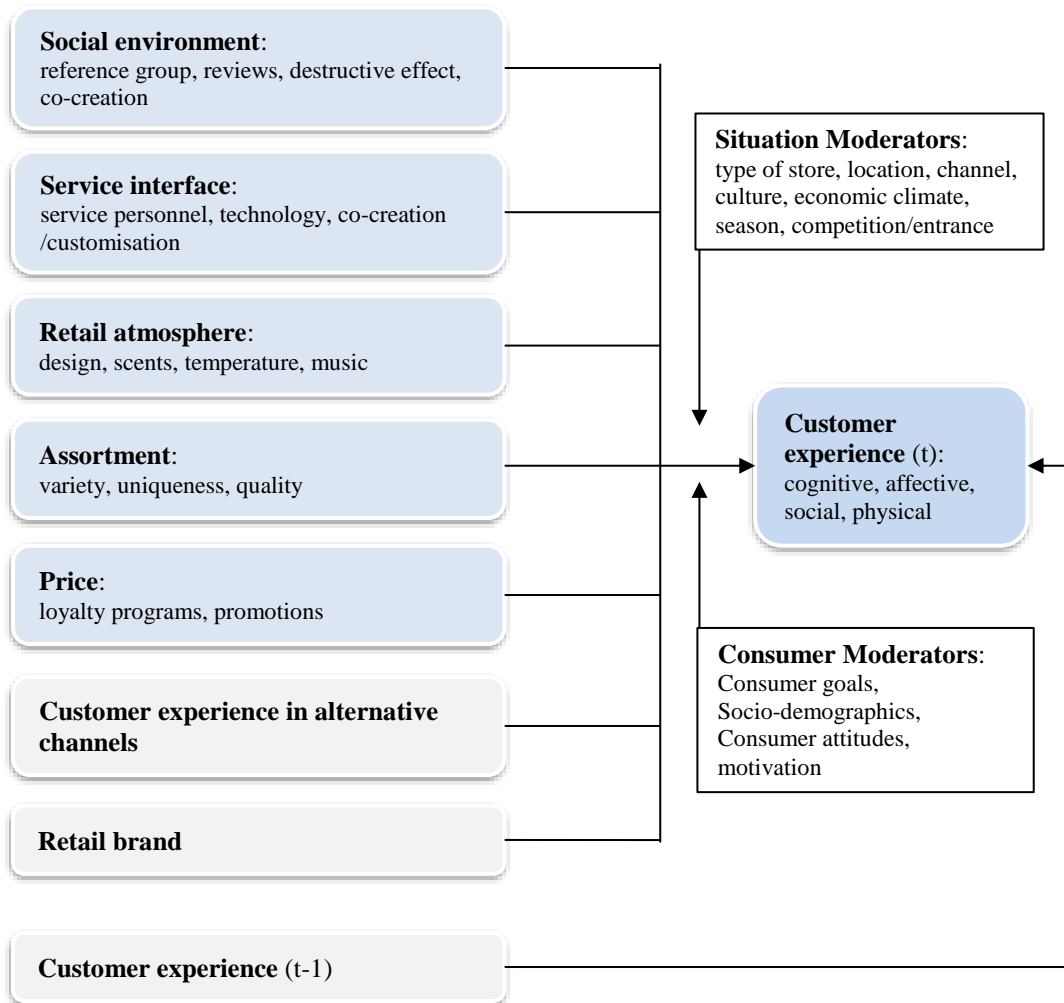 Social environment:
reference group, reviews, destructive effect,
co-creation
Service interface:
service personnel, technology, co-creation
/customisation
Retail atmosphere:
design, scents, temperature, music
Assortment:
variety, uniqueness, quality
Price:
loyalty programs, promotions
Customer experience in alternative
channels
Retail brand
Customer experience (t-1)
Situation Moderators:
type of store, location, channel,
culture, economic climate,
season, competition/entrance
Customer
experience (t):
cognitive, affective,
social, physical
Consumer Moderators:
Consumer goals,
Socio-demographics,
Consumer attitudes,
motivation